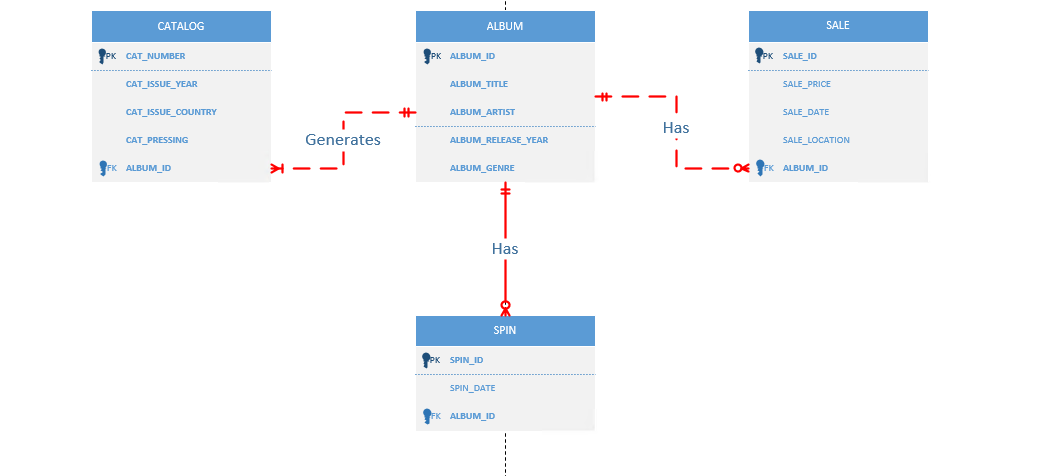 CATALOG
PK CAT_NUMBER
CAT_ISSUE_YEAR
CAT_ISSUE_COUNTRY
CAT_PRESSING
FK ALBUM_ID
Generates
ALBUM
PK ALBUM_ID
ALBUM_TITLE
ALBUM_ARTIST
ALBUM_RELEASE_YEAR
ALBUM_GENRE
Has
SALE
PK SALE_ID
SALE_PRICE
SALE_DATE
SALE_LOCATION
FK ALBUM_ID
Has
SPIN
PK SPIN_ID
SPIN_DATE
FK ALBUM_ID